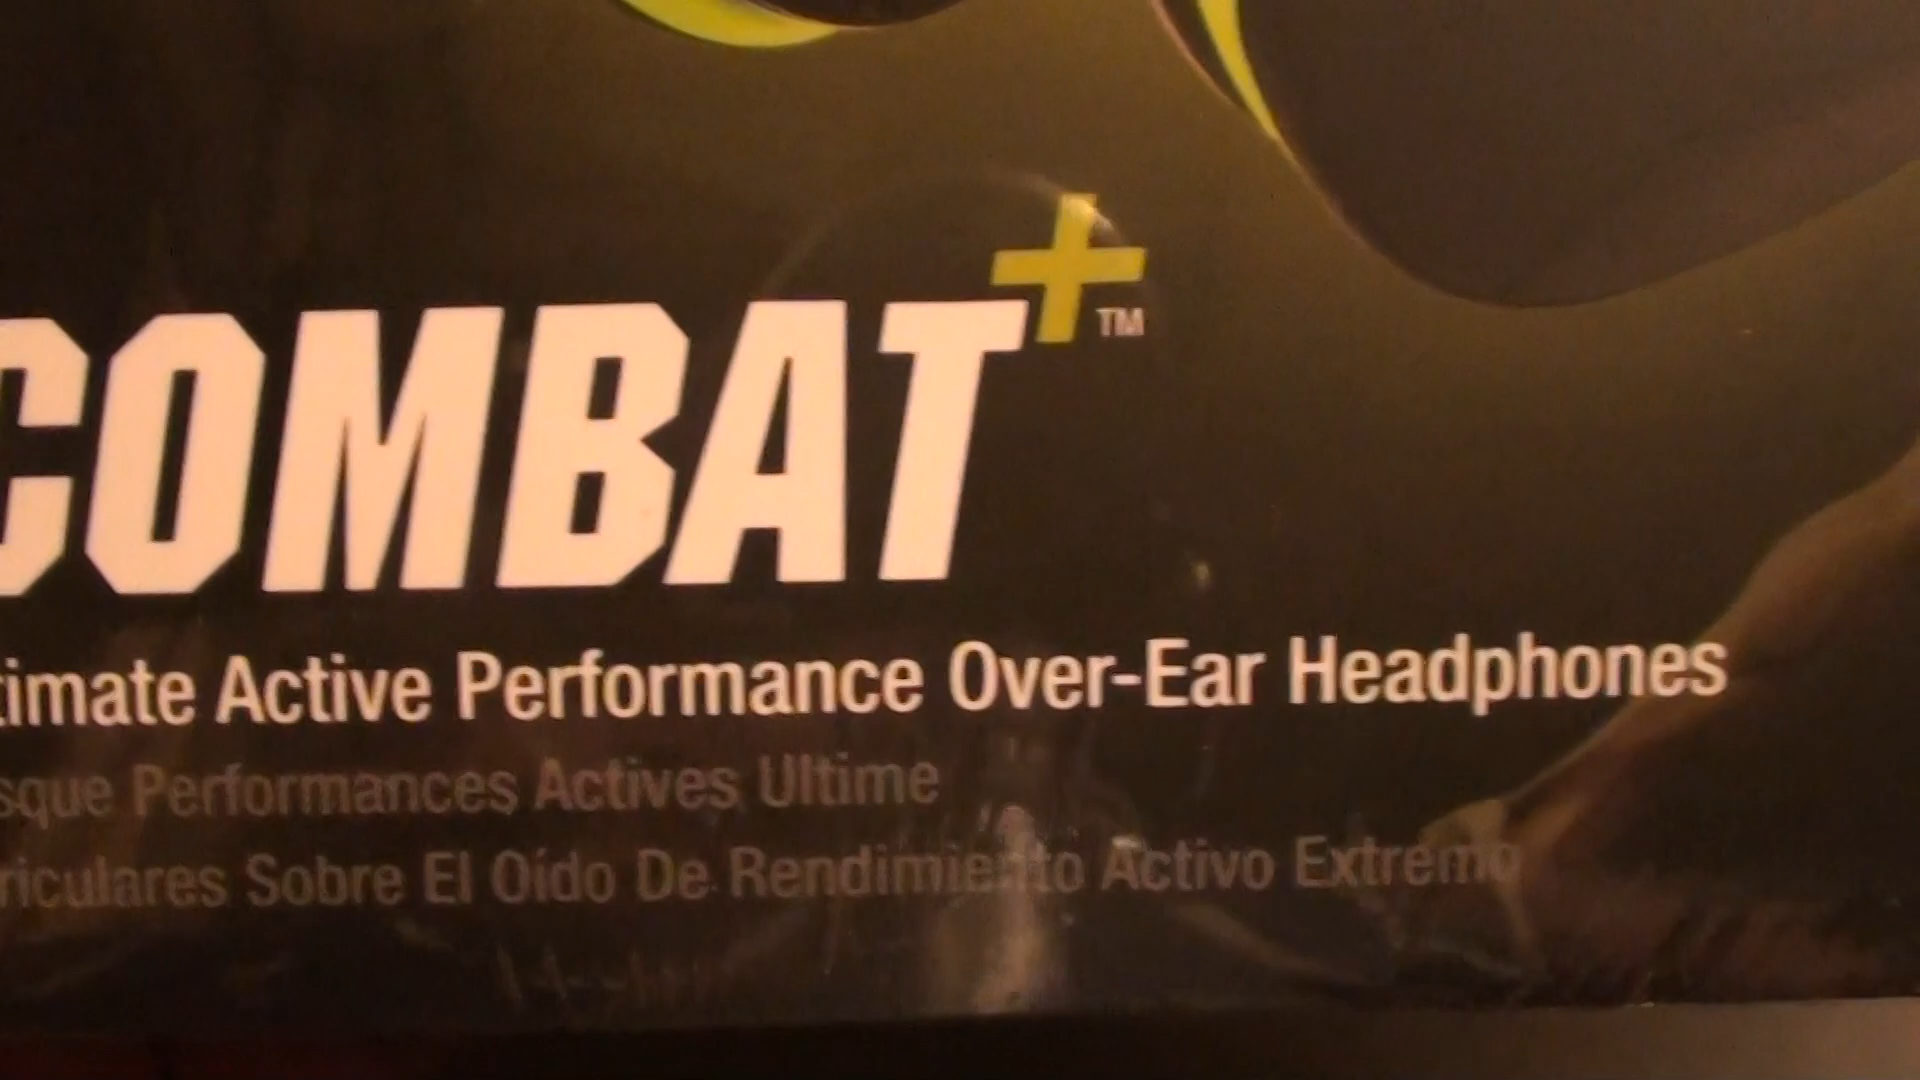 COMBAT+™
timate Active Performance Over-Ear Headphones
sque Performances Actives Ultime
riculares Sobre El Oído De Rendimiento Activo Extremo